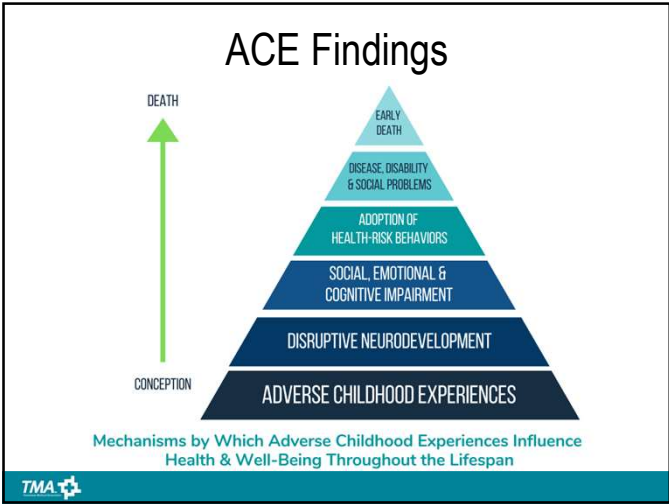 ACE Findings
DEATH
EARLY
DEATH
DISEASE, DISABILITY
& SOCIAL PROBLEMS
ADOPTION OF
HEALTH-RISK BEHAVIORS
SOCIAL, EMOTIONAL &
COGNITIVE IMPAIRMENT
DISRUPTIVE NEURODEVELOPMENT
CONCEPTION
ADVERSE CHILDHOOD EXPERIENCES
Mechanisms by Which Adverse Childhood Experiences Influence
Health & Well-Being Throughout the Lifespan
TMA